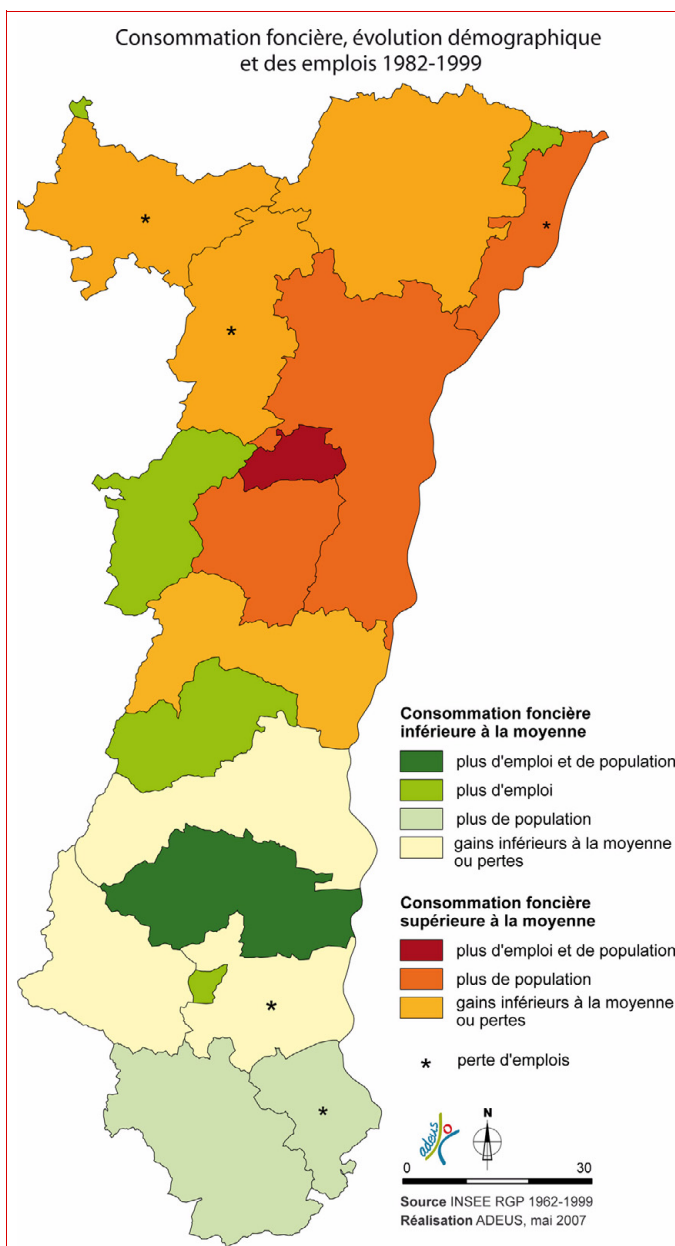 Consommation foncière, évolution démographique
et des emplois 1982-1999
*
*
*
Consommation foncière
inférieure à la moyenne
plus d'emploi et de population
plus d'emploi
plus de population
gains inférieurs à la moyenne
ou pertes
Consommation foncière
supérieure à la moyenne
plus d'emploi et de population
plus de population
gains inférieurs à la moyenne
ou pertes
*
* perte d'emplois
*
adeus
N
0 30
Source INSEE RGP 1962-1999
Réalisation ADEUS, mai 2007